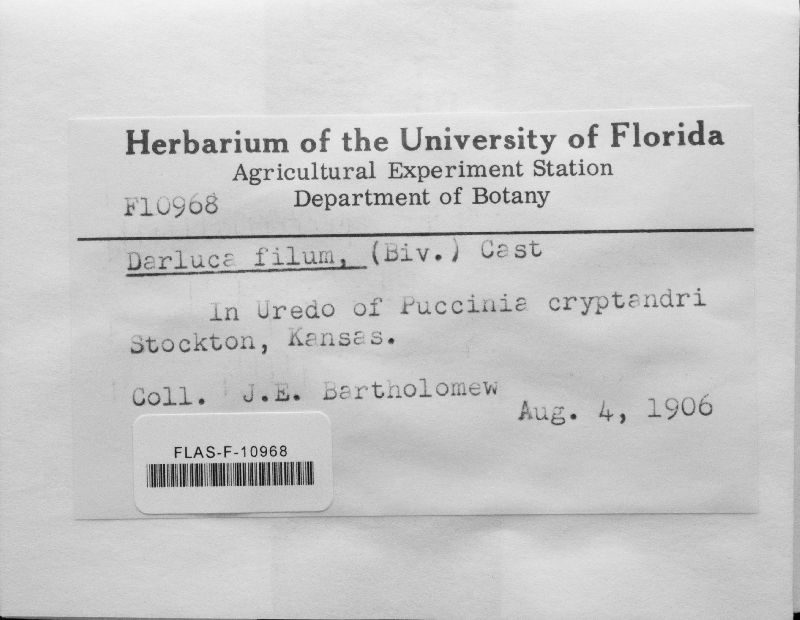 Herbarium of the University of Florida
Agricultural Experiment Station
Department of Botany
F10968
Darluca filum, (Biv.) Cast
In Uredo of Puccinia cryptandri
Stockton, Kansas.
Coll. J.E. Bartholomew
Aug. 4, 1906
FLAS-F-10968